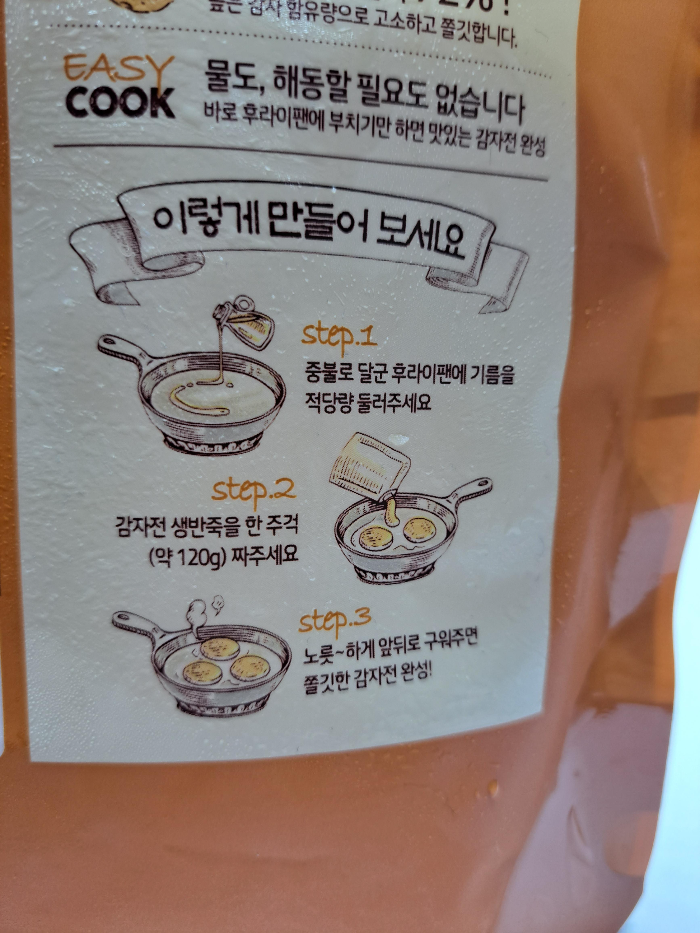 높은 감자 함유량으로 고소하고 쫄깃합니다.
EASY
COOK
물도, 해동할 필요도 없습니다
바로 후라이팬에 부치기만 하면 맛있는 감자전 완성
이렇게 만들어 보세요
step.1
중불로 달군 후라이팬에 기름을
적당량 둘러주세요
step.2
감자전 생반죽을 한 주걱
(약 120g) 짜주세요
step.3
노릇~하게 앞뒤로 구워주면
쫄깃한 감자전 완성!